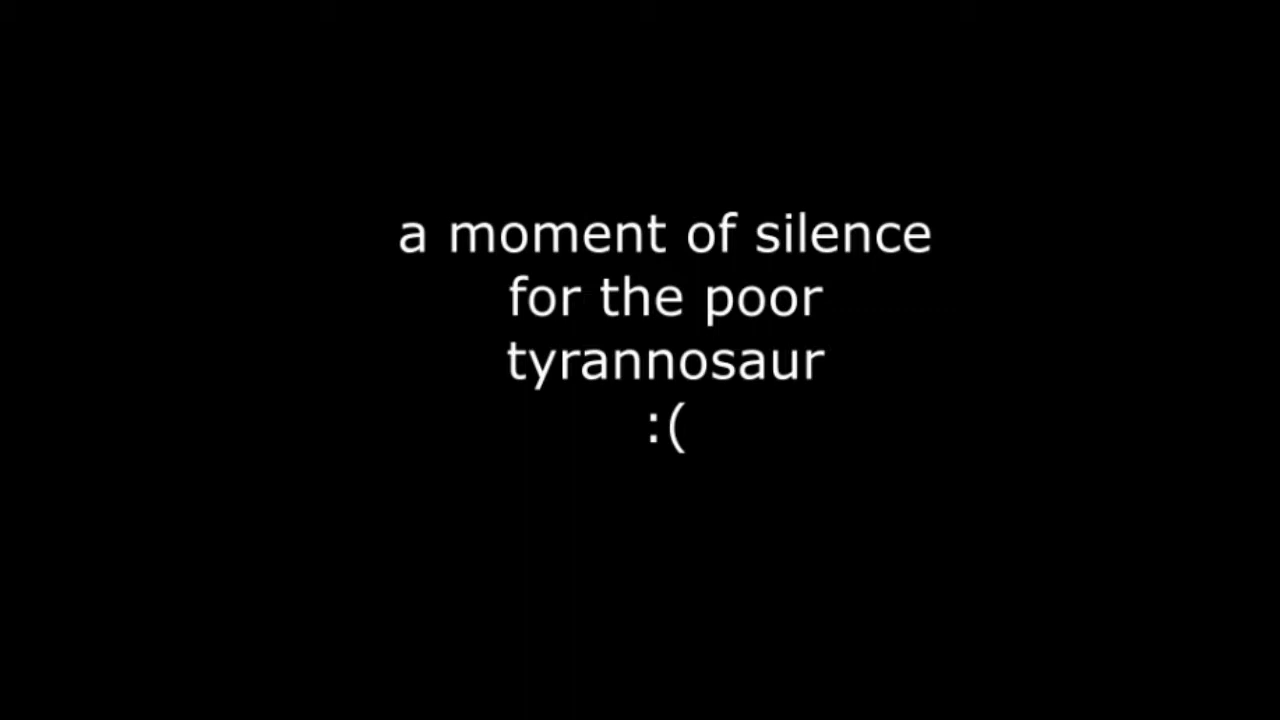 a moment of silence
for the poor
tyrannosaur
:(